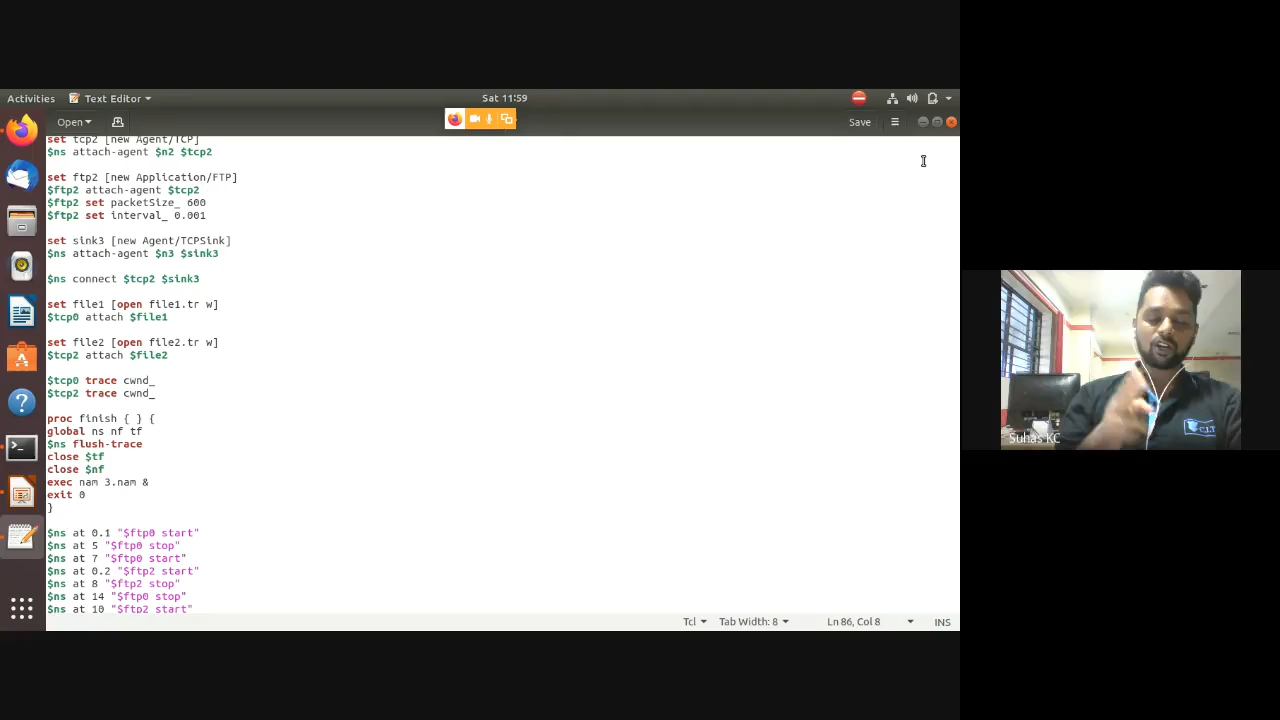 Activities Text Editor Sat 11:59
Open Save
set tcp2 [new Agent/TCP]
$ns attach-agent $n2 $tcp2
set ftp2 [new Application/FTP]
$ftp2 attach-agent $tcp2
$ftp2 set packetSize_ 600
$ftp2 set interval_ 0.001
set sink3 [new Agent/TCPSink]
$ns attach-agent $n3 $sink3
$ns connect $tcp2 $sink3
set file1 [open file1.tr w]
$tcp0 attach $file1
set file2 [open file2.tr w]
$tcp2 attach $file2
$tcp0 trace cwnd_
$tcp2 trace cwnd_
proc finish { } {
global ns nf tf
$ns flush-trace
close $tf
close $nf
exec nam 3.nam &
exit 0
}
$ns at 0.1 "$ftp0 start"
$ns at 5 "$ftp0 stop"
$ns at 7 "$ftp0 start"
$ns at 0.2 "$ftp2 start"
$ns at 8 "$ftp2 stop"
$ns at 14 "$ftp0 stop"
$ns at 10 "$ftp2 start"
Tcl Tab Width: 8 Ln 86, Col 8 INS
Suhas KC